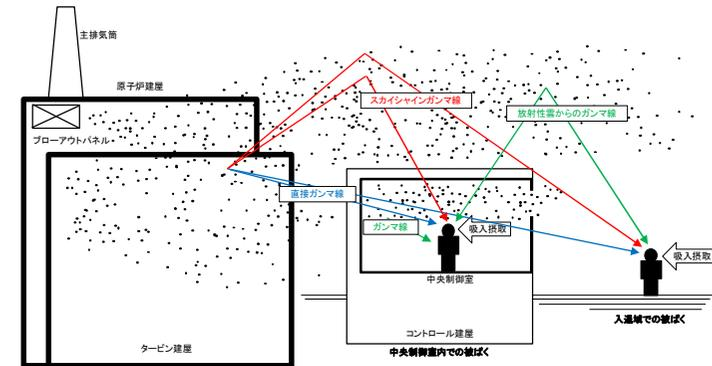 主排気筒
原子炉建屋
スカイシャインガンマ線
放射性雲からのガンマ線
ブローアウトパネル
直接ガンマ線
ガンマ線
吸入摂取
吸入摂取
中央制御室
入退域での被ばく
コントロール建屋
タービン建屋
中央制御室内での被ばく